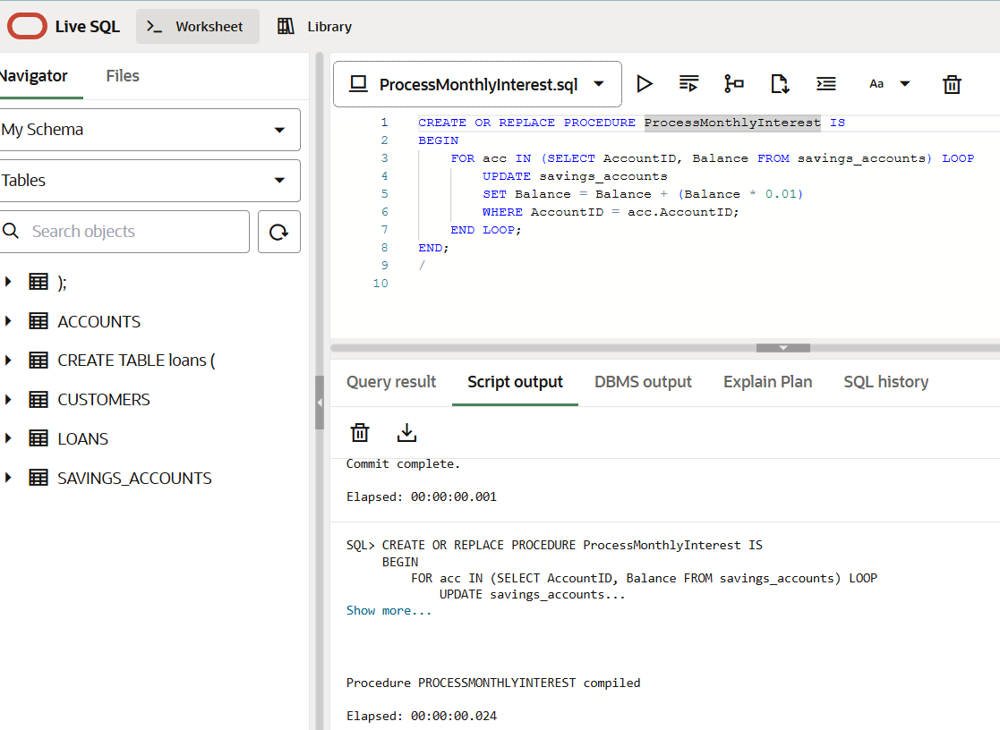 Live SQL
Worksheet
Library
Navigator
Files
My Schema
Tables
Search objects
);
ACCOUNTS
CREATE TABLE loans (
CUSTOMERS
LOANS
SAVINGS_ACCOUNTS
ProcessMonthlyInterest.sql
Aa
1 CREATE OR REPLACE PROCEDURE ProcessMonthlyInterest IS
2 BEGIN
3 FOR acc IN (SELECT AccountID, Balance FROM savings_accounts) LOOP
4 UPDATE savings_accounts
5 SET Balance = Balance + (Balance * 0.01)
6 WHERE AccountID = acc.AccountID;
7 END LOOP;
8 END;
9 /
10
Query result
Script output
DBMS output
Explain Plan
SQL history
Commit complete.
Elapsed: 00:00:00.001
SQL> CREATE OR REPLACE PROCEDURE ProcessMonthlyInterest IS
BEGIN
FOR acc IN (SELECT AccountID, Balance FROM savings_accounts) LOOP
UPDATE savings_accounts...
Show more...
Procedure PROCESSMONTHLYINTEREST compiled
Elapsed: 00:00:00.024